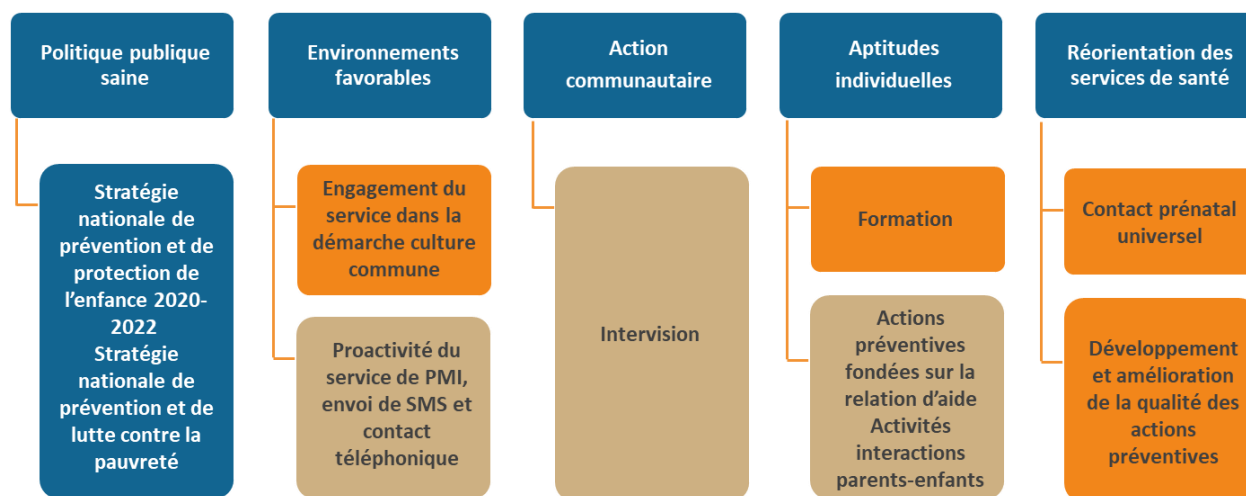 Politique publique
saine
Stratégie
nationale de
prévention et de
protection de
l'enfance 2020-
2022
Stratégie
nationale de
prévention et de
lutte contre la
pauvreté
Environnements
favorables
Engagement du
service dans la
démarche culture
commune
Proactivité du
service de PMI,
envoi de SMS et
contact
téléphonique
Action
communautaire
Intervision
Aptitudes
individuelles
Formation
Actions
préventives
fondées sur la
relation d'aide
Activités
interactions
parents-enfants
Réorientation des
services de santé
Contact prénatal
universel
Développement
et amélioration
de la qualité des
actions
préventives